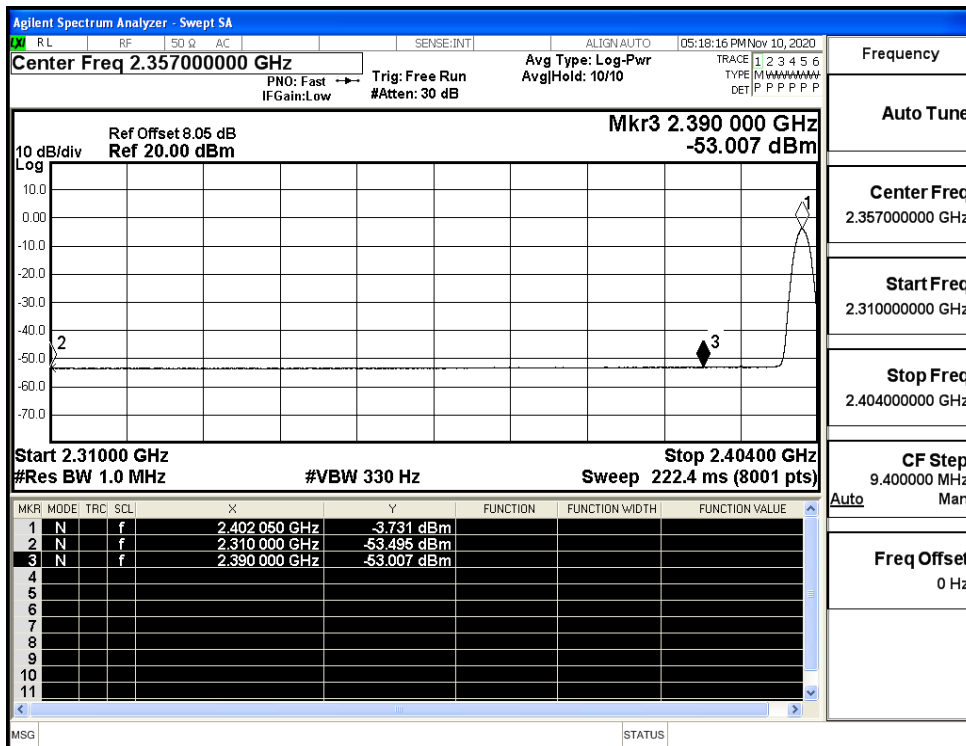 Agilent Spectrum Analyzer - Swept SA
LXI RL RF 50 Ω AC SENSE:INT ALIGNAUTO 05:18:16 PM Nov 10, 2020
Center Freq 2.357000000 GHz
PNO: Fast
IFGain:Low
Trig: Free Run
#Atten: 30 dB
Avg Type: Log-Pwr
Avg|Hold: 10/10
TRACE 1 2 3 4 5 6
TYPE M W W W W W
DET P P P P P P
Ref Offset 8.05 dB
10 dB/div Ref 20.00 dBm
Log
Mkr3 2.390 000 GHz
-53.007 dBm
10.0
0.00
-10.0
-20.0
-30.0
-40.0
-50.0
-60.0
-70.0
1
2
3
Start 2.31000 GHz Stop 2.40400 GHz
#Res BW 1.0 MHz #VBW 330 Hz Sweep 222.4 ms (8001 pts)
MKR MODE TRC SCL X Y FUNCTION FUNCTION WIDTH FUNCTION VALUE
1 N f 2.402 050 GHz -3.731 dBm
2 N f 2.310 000 GHz -53.495 dBm
3 N f 2.390 000 GHz -53.007 dBm
4
5
6
7
8
9
10
11
MSG STATUS
Frequency
Auto Tune
Center Freq
2.357000000 GHz
Start Freq
2.310000000 GHz
Stop Freq
2.404000000 GHz
CF Step
9.400000 MHz
Auto Man
Freq Offset
0 Hz